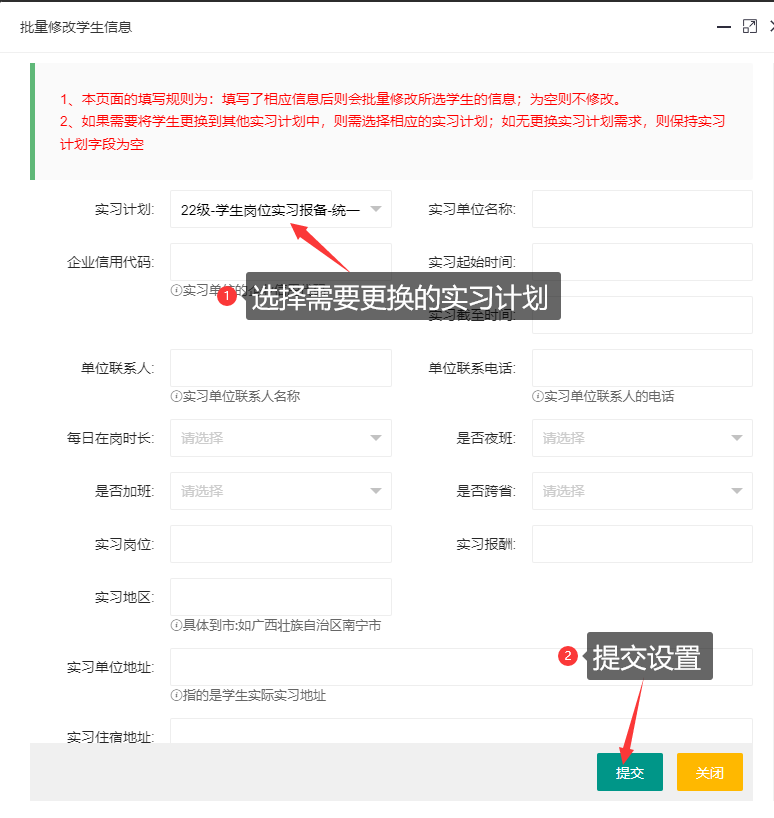 批量修改学生信息
1、本页面的填写规则为：填写了相应信息后则会批量修改所选学生的信息；为空则不修改。
2、如果需要将学生更换到其他实习计划中，则需选择相应的实习计划；如无更换实习计划需求，则保持实习
计划字段为空
实习计划: 22级-学生岗位实习报备-统一 实习单位名称:
企业信用代码: 实习起始时间:
实习单位的
1 选择需要更换的实习计划
实习截至时间:
单位联系人: 单位联系电话:
实习单位联系人名称 实习单位联系人的电话
每日在岗时长: 请选择 是否夜班: 请选择
是否加班: 请选择 是否跨省: 请选择
实习岗位: 实习报酬:
实习地区:
具体到市:如广西壮族自治区南宁市
2 提交设置
实习单位地址:
指的是学生实际实习地址
实习住宿地址:
提交 关闭